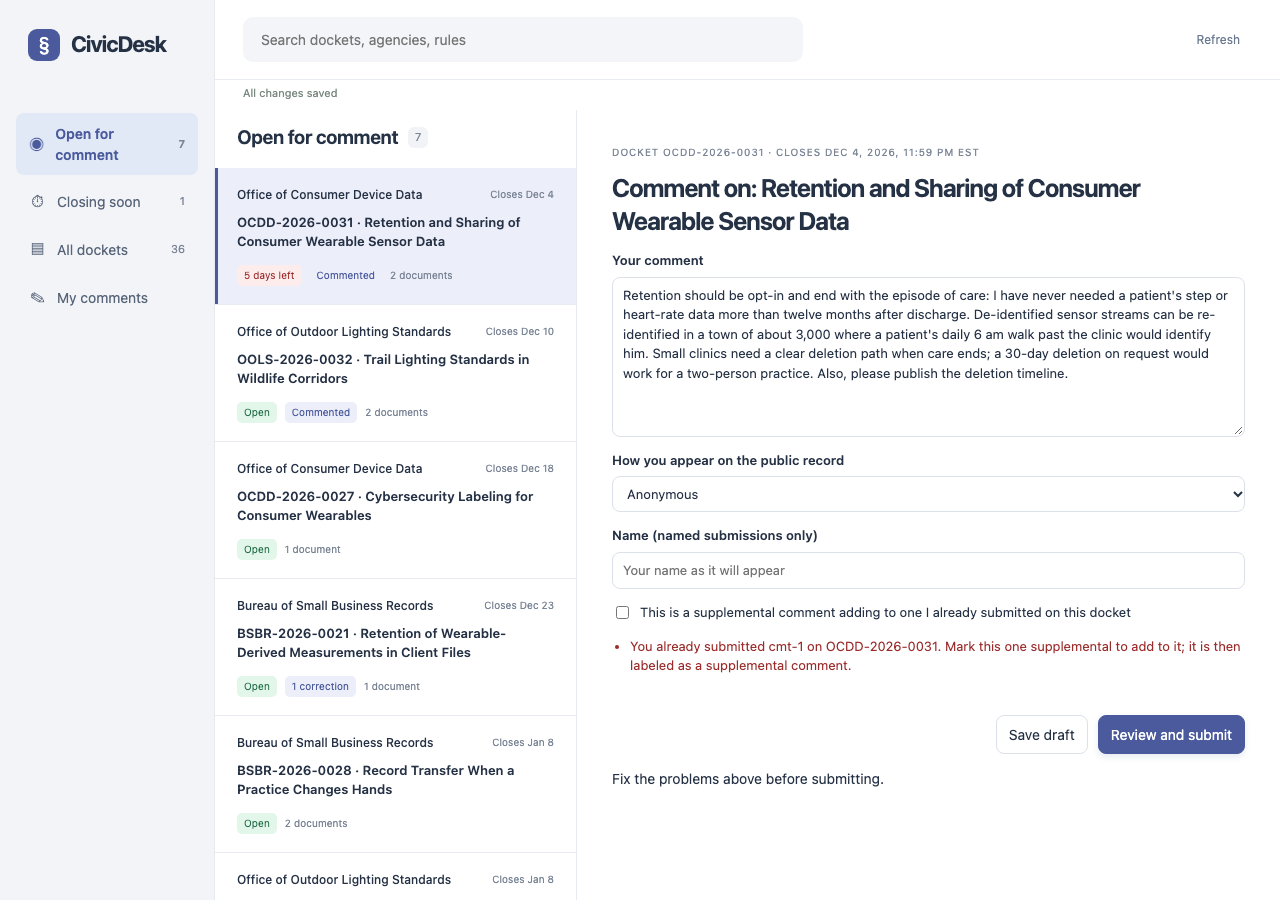 § CivicDesk
Search dockets, agencies, rules
Refresh
All changes saved
Open for comment 7
Closing soon 1
All dockets 36
My comments
Open for comment 7
Office of Consumer Device Data Closes Dec 4
OCDD-2026-0031 · Retention and Sharing of
Consumer Wearable Sensor Data
5 days left Commented 2 documents
Office of Outdoor Lighting Standards Closes Dec 10
OOLS-2026-0032 · Trail Lighting Standards in
Wildlife Corridors
Open Commented 2 documents
Office of Consumer Device Data Closes Dec 18
OCDD-2026-0027 · Cybersecurity Labeling for
Consumer Wearables
Open 1 document
Bureau of Small Business Records Closes Dec 23
BSBR-2026-0021 · Retention of Wearable-
Derived Measurements in Client Files
Open 1 correction 1 document
Bureau of Small Business Records Closes Jan 8
BSBR-2026-0028 · Record Transfer When a
Practice Changes Hands
Open 2 documents
Office of Outdoor Lighting Standards Closes Jan 8
DOCKET OCDD-2026-0031 · CLOSES DEC 4, 2026, 11:59 PM EST
Comment on: Retention and Sharing of Consumer
Wearable Sensor Data
Your comment
Retention should be opt-in and end with the episode of care: I have never needed a patient's step or
heart-rate data more than twelve months after discharge. De-identified sensor streams can be re-
identified in a town of about 3,000 where a patient's daily 6 am walk past the clinic would identify
him. Small clinics need a clear deletion path when care ends; a 30-day deletion on request would
work for a two-person practice. Also, please publish the deletion timeline.
How you appear on the public record
Anonymous
Name (named submissions only)
Your name as it will appear
This is a supplemental comment adding to one I already submitted on this docket
• You already submitted cmt-1 on OCDD-2026-0031. Mark this one supplemental to add to it; it is then
labeled as a supplemental comment.
Save draft Review and submit
Fix the problems above before submitting.